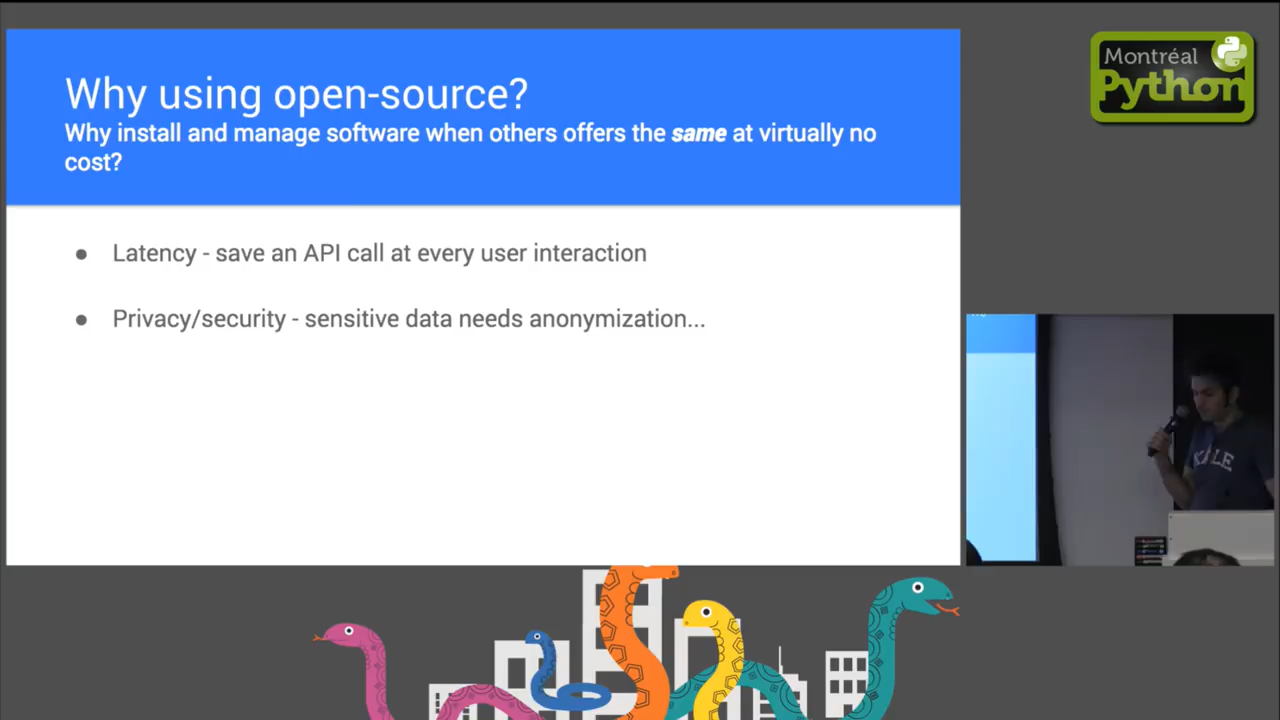 Why using open-source?
Why install and manage software when others offers the same at virtually no
cost?
● Latency - save an API call at every user interaction
● Privacy/security - sensitive data needs anonymization...
Montréal
Python